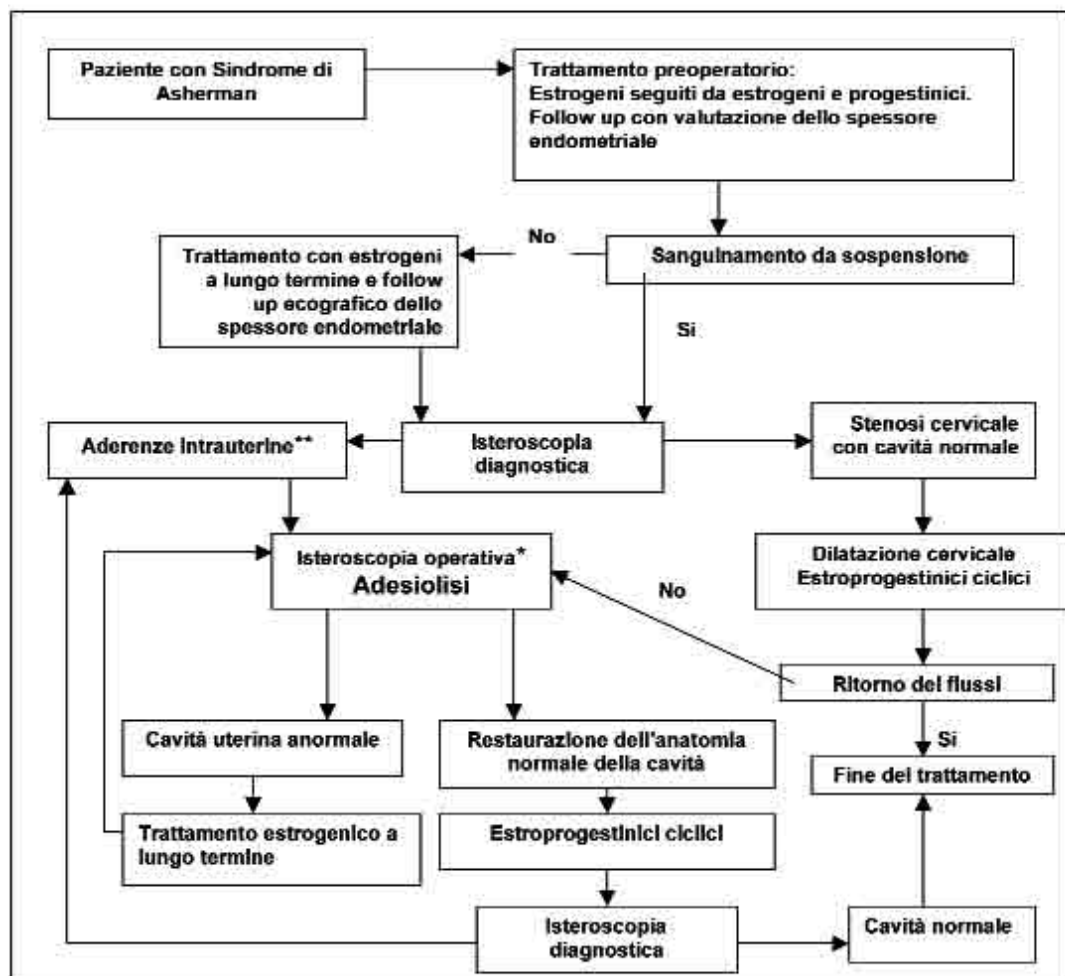 Paziente con Sindrome di
Asherman
Trattamento preoperatorio:
Estrogeni seguiti da estrogeni e progestinici.
Follow up con valutazione dello spessore
endometriale
No
Sanguinamento da sospensione
Trattamento con estrogeni
a lungo termine e follow
up ecografico dello
spessore endometriale
Si
Aderenze intrauterine**
Isteroscopia
diagnostica
Stenosi cervicale
con cavità normale
Isteroscopia operativa*
Adesiolisi
Dilatazione cervicale
Estroprogestinici ciclici
No
Ritorno dei flussi
Si
Cavità uterina anormale
Restaurazione dell'anatomia
normale della cavità
Fine del trattamento
Trattamento estrogenico a
lungo termine
Estroprogestinici ciclici
Isteroscopia
diagnostica
Cavità normale